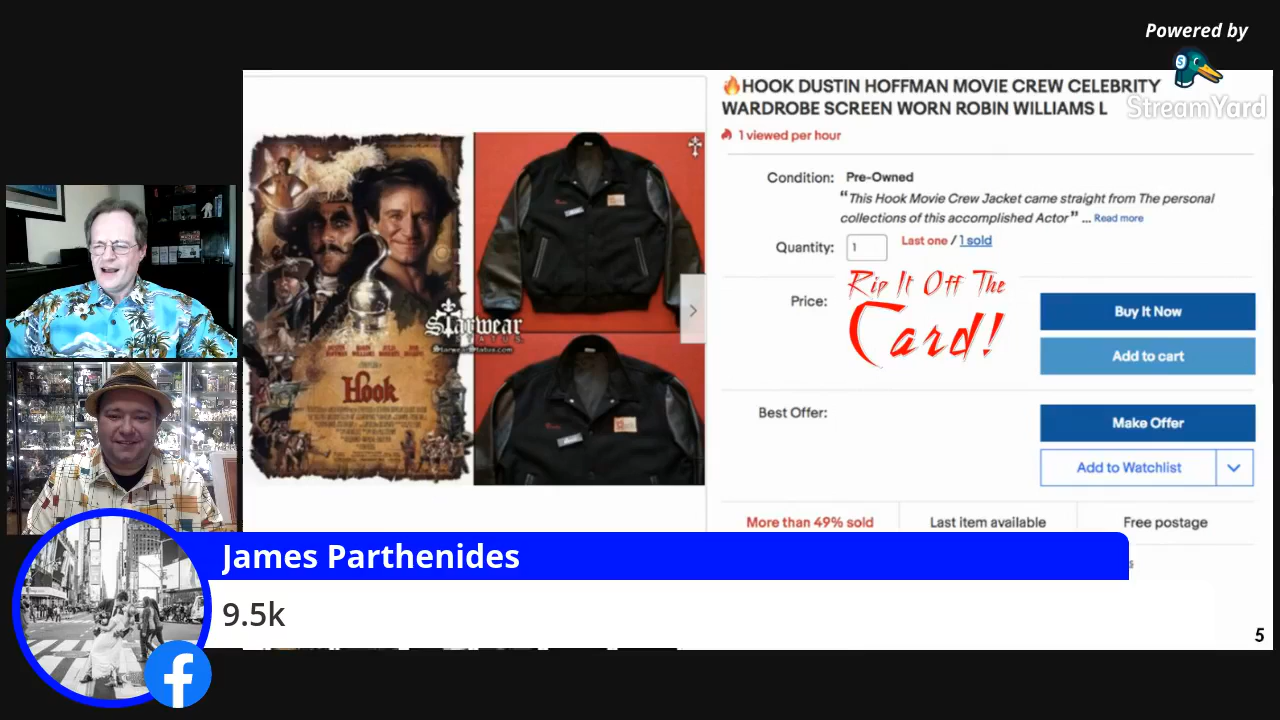 Powered by
StreamYard
🔥HOOK DUSTIN HOFFMAN MOVIE CREW CELEBRITY
WARDROBE SCREEN WORN ROBIN WILLIAMS L
1 viewed per hour
Condition: Pre-Owned
“This Hook Movie Crew Jacket came straight from The personal
collections of this accomplished Actor” ... Read more
Quantity: 1 Last one / 1 sold
Price:
Rip It Off The
Card!
Buy It Now
Add to cart
Best Offer:
Make Offer
Add to Watchlist
More than 49% sold
Last item available
Free postage
Starwear
STATUS
StarwearStatus.com
Hook
James Parthenides
9.5k
5